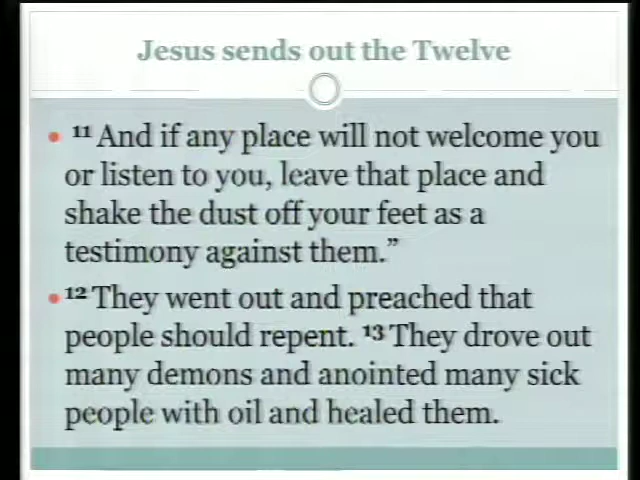 Jesus sends out the Twelve
• ¹¹ And if any place will not welcome you
or listen to you, leave that place and
shake the dust off your feet as a
testimony against them.”
• ¹² They went out and preached that
people should repent. ¹³ They drove out
many demons and anointed many sick
people with oil and healed them.